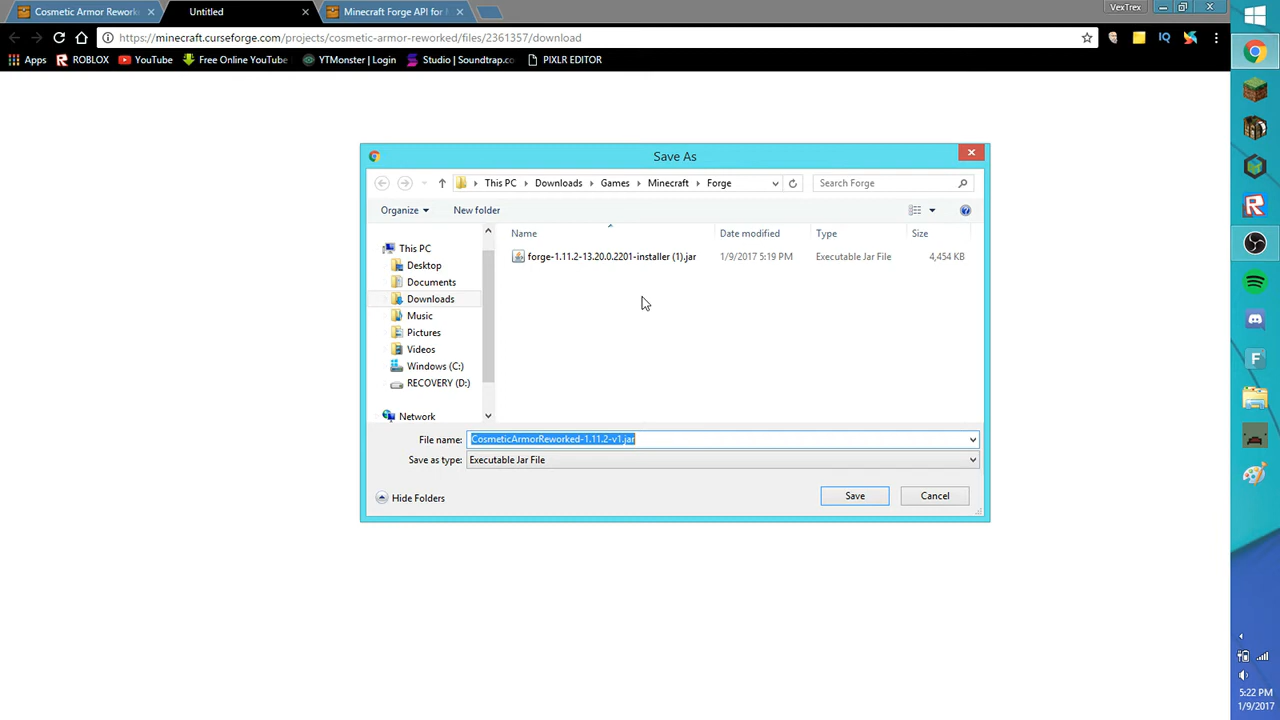 Cosmetic Armor Rework
Untitled
Minecraft Forge API for
VexTrex
https://minecraft.curseforge.com/projects/cosmetic-armor-reworked/files/2361357/download
IQ
Apps
ROBLOX
YouTube
Free Online YouTube
YTMonster | Login
Studio | Soundtrap.co
PIXLR EDITOR
Save As
This PC
Downloads
Games
Minecraft
Forge
Search Forge
Organize
New folder
Name
Date modified
Type
Size
This PC
forge-1.11.2-13.20.0.2201-installer (1).jar
1/9/2017 5:19 PM
Executable Jar File
4,454 KB
Desktop
Documents
Downloads
Music
Pictures
Videos
Windows (C:)
RECOVERY (D:)
Network
File name:
CosmeticArmorReworked-1.11.2-v1.jar
Save as type:
Executable Jar File
Hide Folders
Save
Cancel
F
5:22 PM
1/9/2017